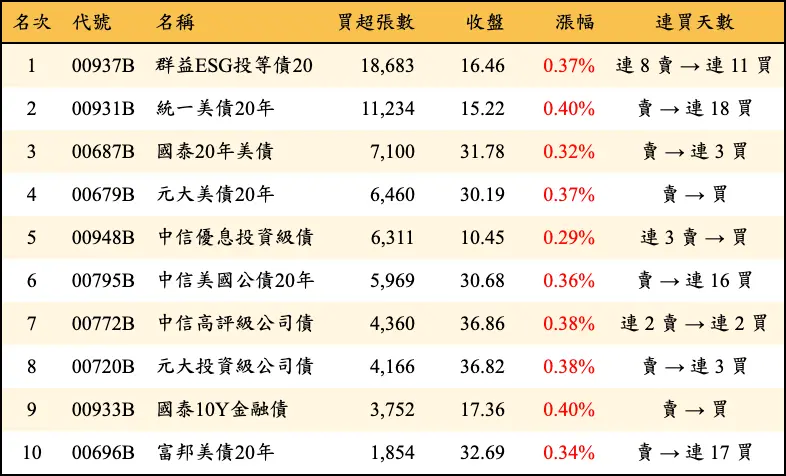 名次 代號 名稱 買超張數 收盤 漲幅 連買天數
1 00937B 群益ESG投等債20 18,683 16.46 0.37% 連 8 賣 → 連 11 買
2 00931B 統一美債20年 11,234 15.22 0.40% 賣 → 連 18 買
3 00687B 國泰20年美債 7,100 31.78 0.32% 賣 → 連 3 買
4 00679B 元大美債20年 6,460 30.19 0.37% 賣 → 買
5 00948B 中信優息投資級債 6,311 10.45 0.29% 連 3 賣 → 買
6 00795B 中信美國公債20年 5,969 30.68 0.36% 賣 → 連 16 買
7 00772B 中信高評級公司債 4,360 36.86 0.38% 連 2 賣 → 連 2 買
8 00720B 元大投資級公司債 4,166 36.82 0.38% 賣 → 連 3 買
9 00933B 國泰10Y金融債 3,752 17.36 0.40% 賣 → 買
10 00696B 富邦美債20年 1,854 32.69 0.34% 賣 → 連 17 買